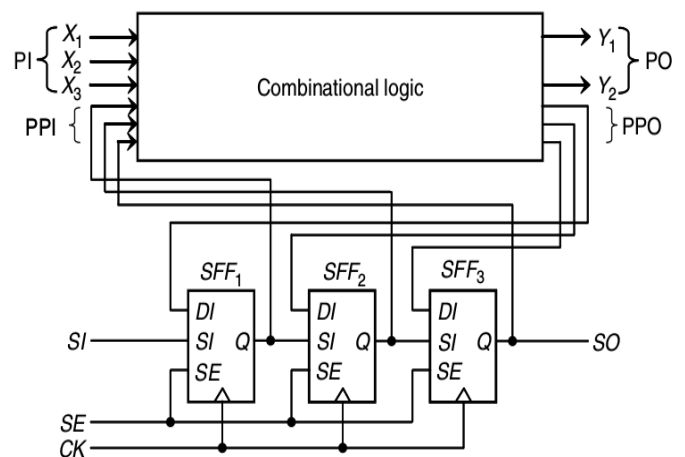 PI { X1 X2 X3
PPI {
Combinational logic
Y1 Y2 } PO
} PPO
SFF1 SFF2 SFF3
DI DI DI
SI SI Q SI Q SI Q SO
SE SE SE
SE
CK